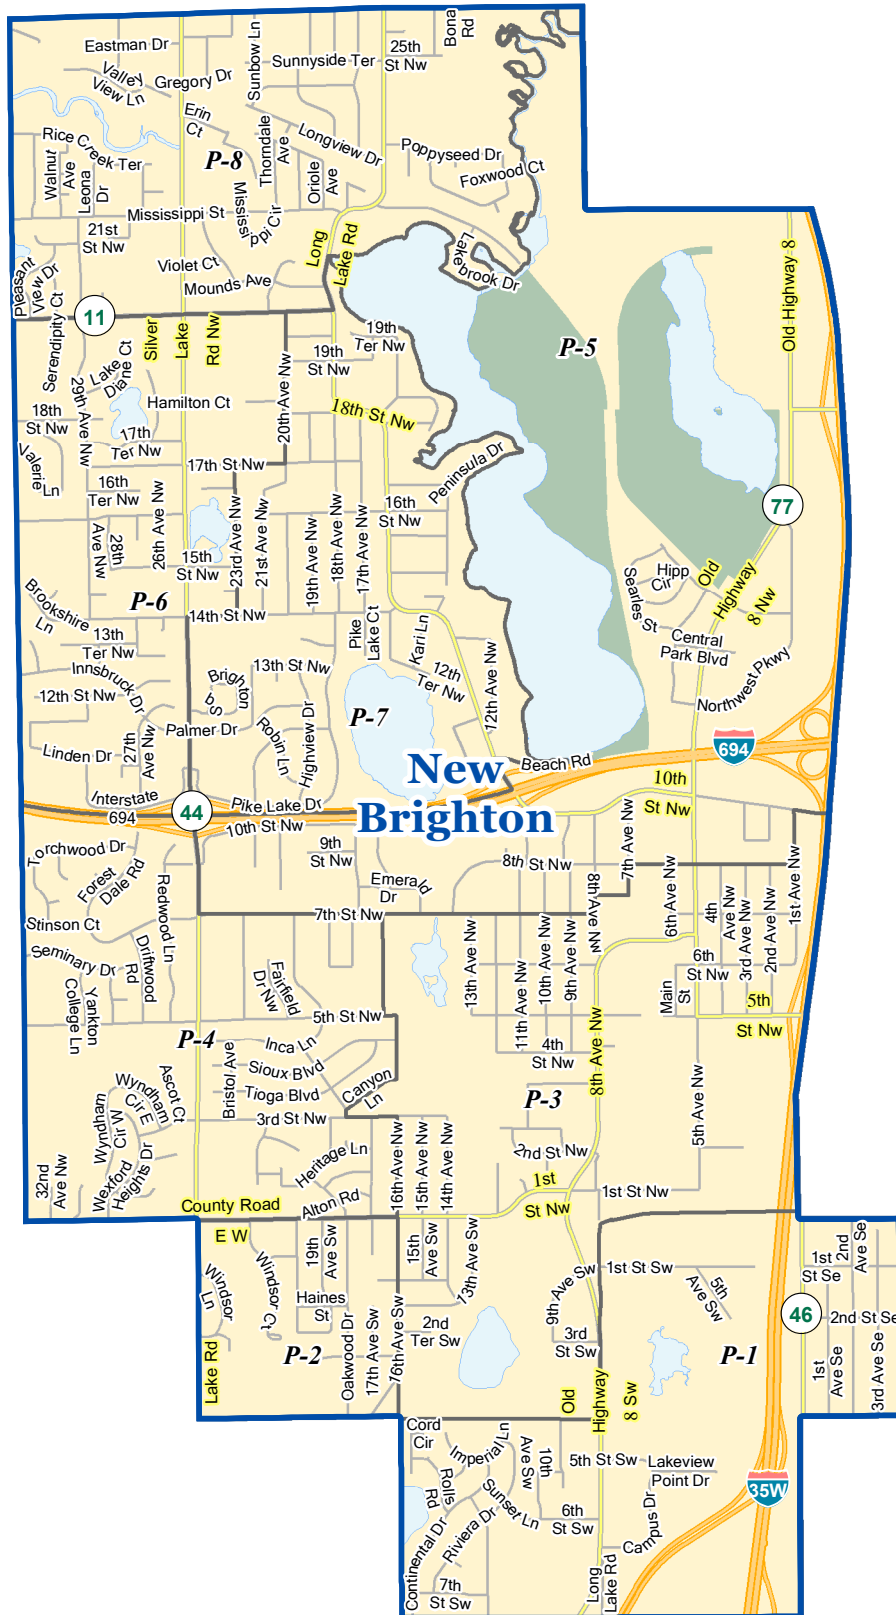 Eastman Dr
Sunbow Ln
25th
St Nw
Bona
Rd
Sunnyside Ter
Valley
View Ln
Gregory Dr
Erin
Ct
Thorndale
Ave
Longview Dr
Poppyseed Dr
Foxwood Ct
Rice Creek Ter
P-8
Walnut
Ave
Leona
Dr
Oriole
Ave
Mississi
ppi Cir
Mississippi St
21st
St Nw
Long
Lake Rd
Lake
brook Dr
Old Highway 8
Pleasant
View Dr
Violet Ct
Mounds Ave
11
Serendipity Ct
Silver
Lake
Rd Nw
19th
Ter Nw
19th
St Nw
P-5
Lake
Diane Ct
29th Ave Nw
20th Ave Nw
Hamilton Ct
18th St Nw
18th
St Nw
17th
Ter Nw
Valerie
Ln
17th St Nw
Peninsula Dr
16th
Ter Nw
26th Ave Nw
23rd Ave Nw
21st Ave Nw
19th Ave Nw
18th Ave Nw
17th Ave Nw
16th
St Nw
77
28th
Ave Nw
15th
St Nw
Hipp
Cir
Old
Highway
8 Nw
Searles St
Brookshire
Ln
P-6
14th St Nw
Pike
Lake Ct
Kari Ln
13th
Ter Nw
Central
Park Blvd
Innsbruck Dr
Brighton
Sq
13th St Nw
12th
Ter Nw
12th Ave Nw
12th St Nw
Northwest Pkwy
27th
Ave Nw
Palmer Dr
Robin Ln
Highview Dr
P-7
694
Linden Dr
New
Brighton
Beach Rd
10th
St Nw
Interstate
694
44
Pike Lake Dr
10th St Nw
Torchwood Dr
9th
St Nw
8th St Nw
7th Ave Nw
Forest
Dale Rd
Redwood Ln
Emerald
Dr
8th Ave Nw
6th Ave Nw
4th
Ave Nw
3rd Ave Nw
2nd Ave Nw
1st Ave Nw
Stinson Ct
7th St Nw
Seminary Dr
Driftwood
Rd
Yankton
College Ln
Fairfield
Dr Nw
13th Ave Nw
11th Ave Nw
10th Ave Nw
9th Ave Nw
6th
St Nw
Main
St
5th
St Nw
5th St Nw
P-4
Inca Ln
4th
St Nw
8th Ave Nw
Bristol Ave
Sioux Blvd
Tioga Blvd
Canyon
Ln
Wyndham
Cir E
Ascot Ct
P-3
5th Ave Nw
Wyndham
Cir W
3rd St Nw
Heritage Ln
16th Ave Nw
15th Ave Nw
14th Ave Nw
2nd St Nw
32nd
Ave Nw
Wexford
Heights Dr
1st
St Nw
1st St Nw
County Road
E W
Alton Rd
Windsor
Ln
Windsor Ct
19th
Ave Sw
15th
Ave Sw
13th Ave Sw
9th Ave Sw
1st St Sw
5th
Ave Sw
1st
St Se
2nd
Ave Se
Haines
St
46
2nd St Se
Lake Rd
P-2
Oakwood Dr
17th Ave Sw
16th Ave Sw
2nd
Ter Sw
3rd
St Sw
P-1
1st
Ave Se
3rd Ave Se
Old
Highway
8 Sw
Cord
Cir
Imperial Ln
10th
Ave Sw
5th St Sw
Lakeview
Point Dr
Rolls
Rd
Sunset Ln
35W
Continental Dr
Riviera Dr
6th
St Sw
Campus Dr
7th
St Sw
Long
Lake Rd